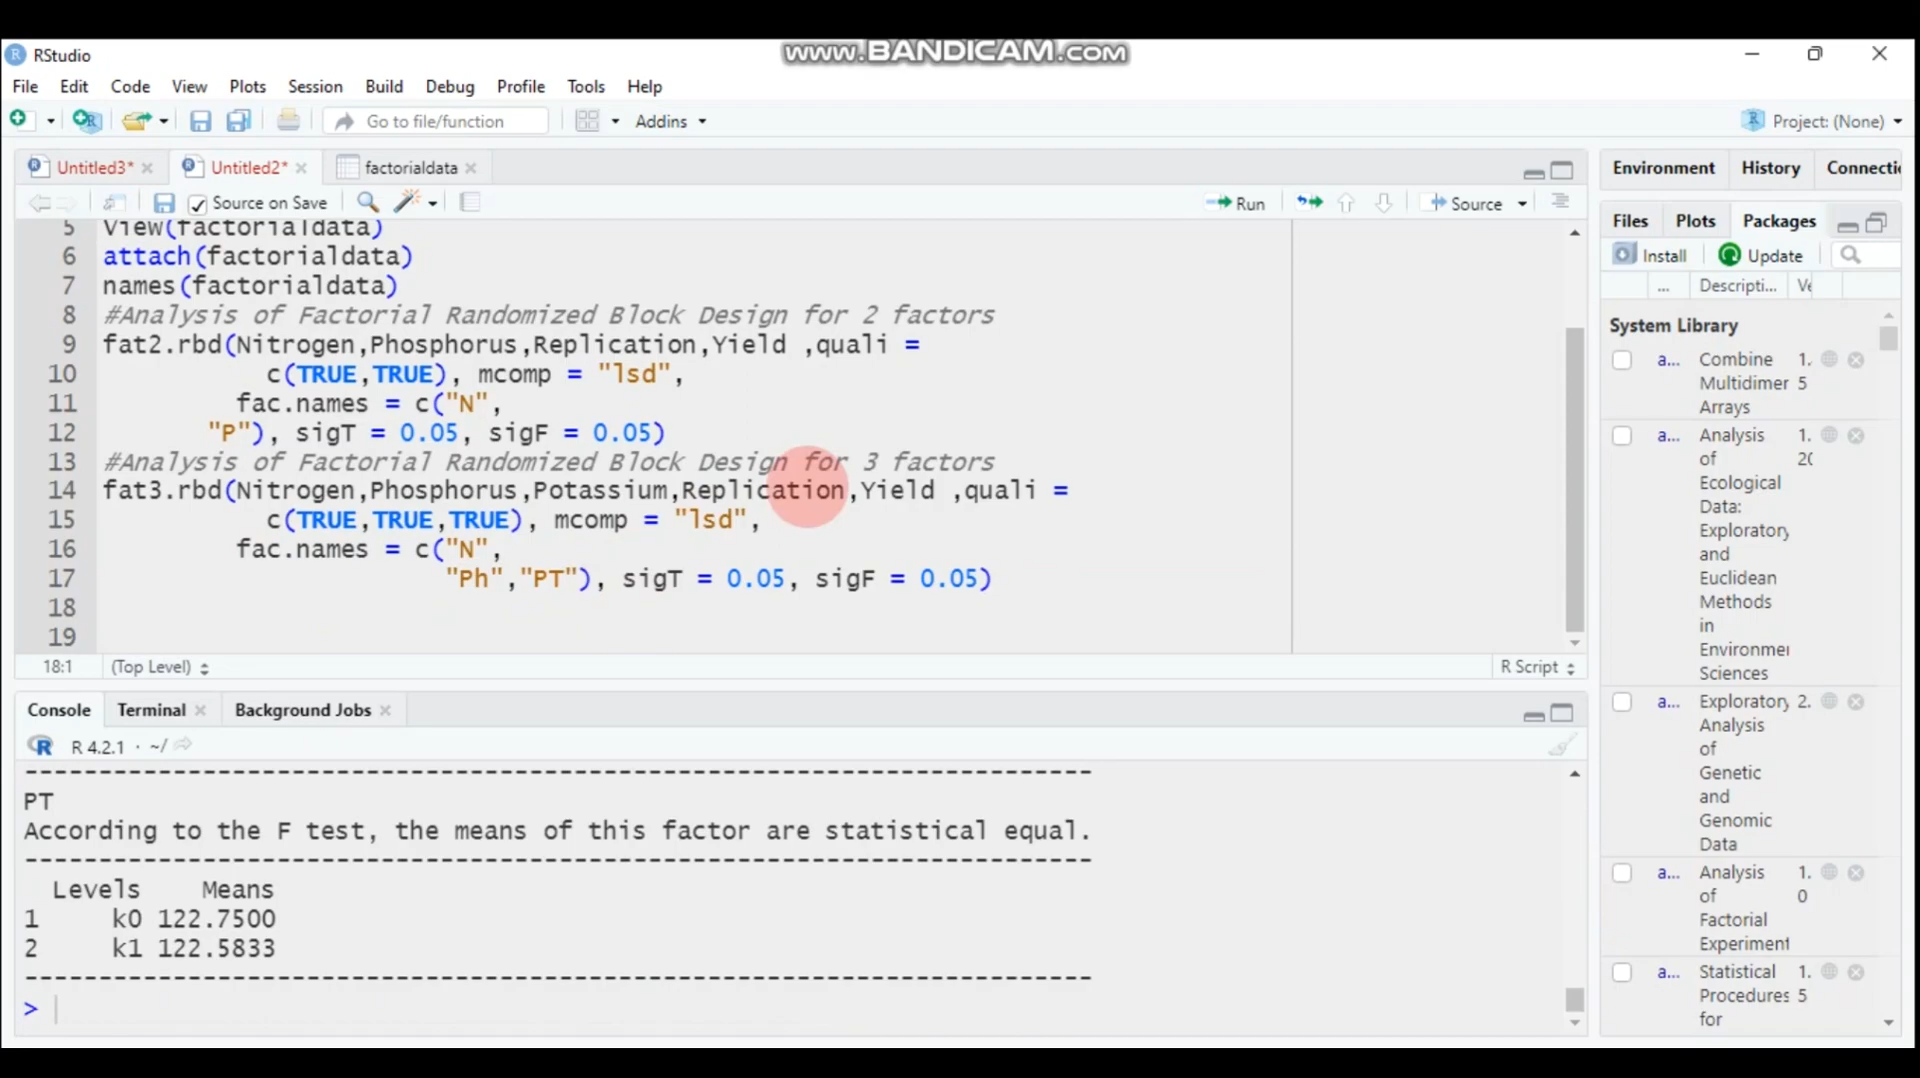 www.BANDICAM.com
RStudio
File Edit Code View Plots Session Build Debug Profile Tools Help
Go to file/function Addins Project: (None)
Untitled3* Untitled2* factorialdata
Source on Save Run Source
5 View(factorialdata)
6 attach(factorialdata)
7 names(factorialdata)
8 #Analysis of Factorial Randomized Block Design for 2 factors
9 fat2.rbd(Nitrogen,Phosphorus,Replication,Yield ,quali =
10 c(TRUE,TRUE), mcomp = "lsd",
11 fac.names = c("N",
12 "P"), sigT = 0.05, sigF = 0.05)
13 #Analysis of Factorial Randomized Block Design for 3 factors
14 fat3.rbd(Nitrogen,Phosphorus,Potassium,Replication,Yield ,quali =
15 c(TRUE,TRUE,TRUE), mcomp = "lsd",
16 fac.names = c("N",
17 "Ph","PT"), sigT = 0.05, sigF = 0.05)
18
19
18:1 (Top Level) R Script
Console Terminal Background Jobs
R 4.2.1 · ~/
------------------------------------------------------------------------
PT
According to the F test, the means of this factor are statistical equal.
------------------------------------------------------------------------
Levels Means
1 k0 122.7500
2 k1 122.5833
------------------------------------------------------------------------
>
Environment History Connecti
Files Plots Packages
Install Update
... Descripti...
System Library
a... Combine 1.
Multidimer 5
Arrays
a... Analysis 1.
of
Ecological
Data:
Exploratory
and
Euclidean
Methods
in
Environmer
Sciences
a... Exploratory 2.
Analysis
of
Genetic
and
Genomic
Data
a... Analysis 1.
of 0
Factorial
Experiment
a... Statistical 1.
Procedures 5
for